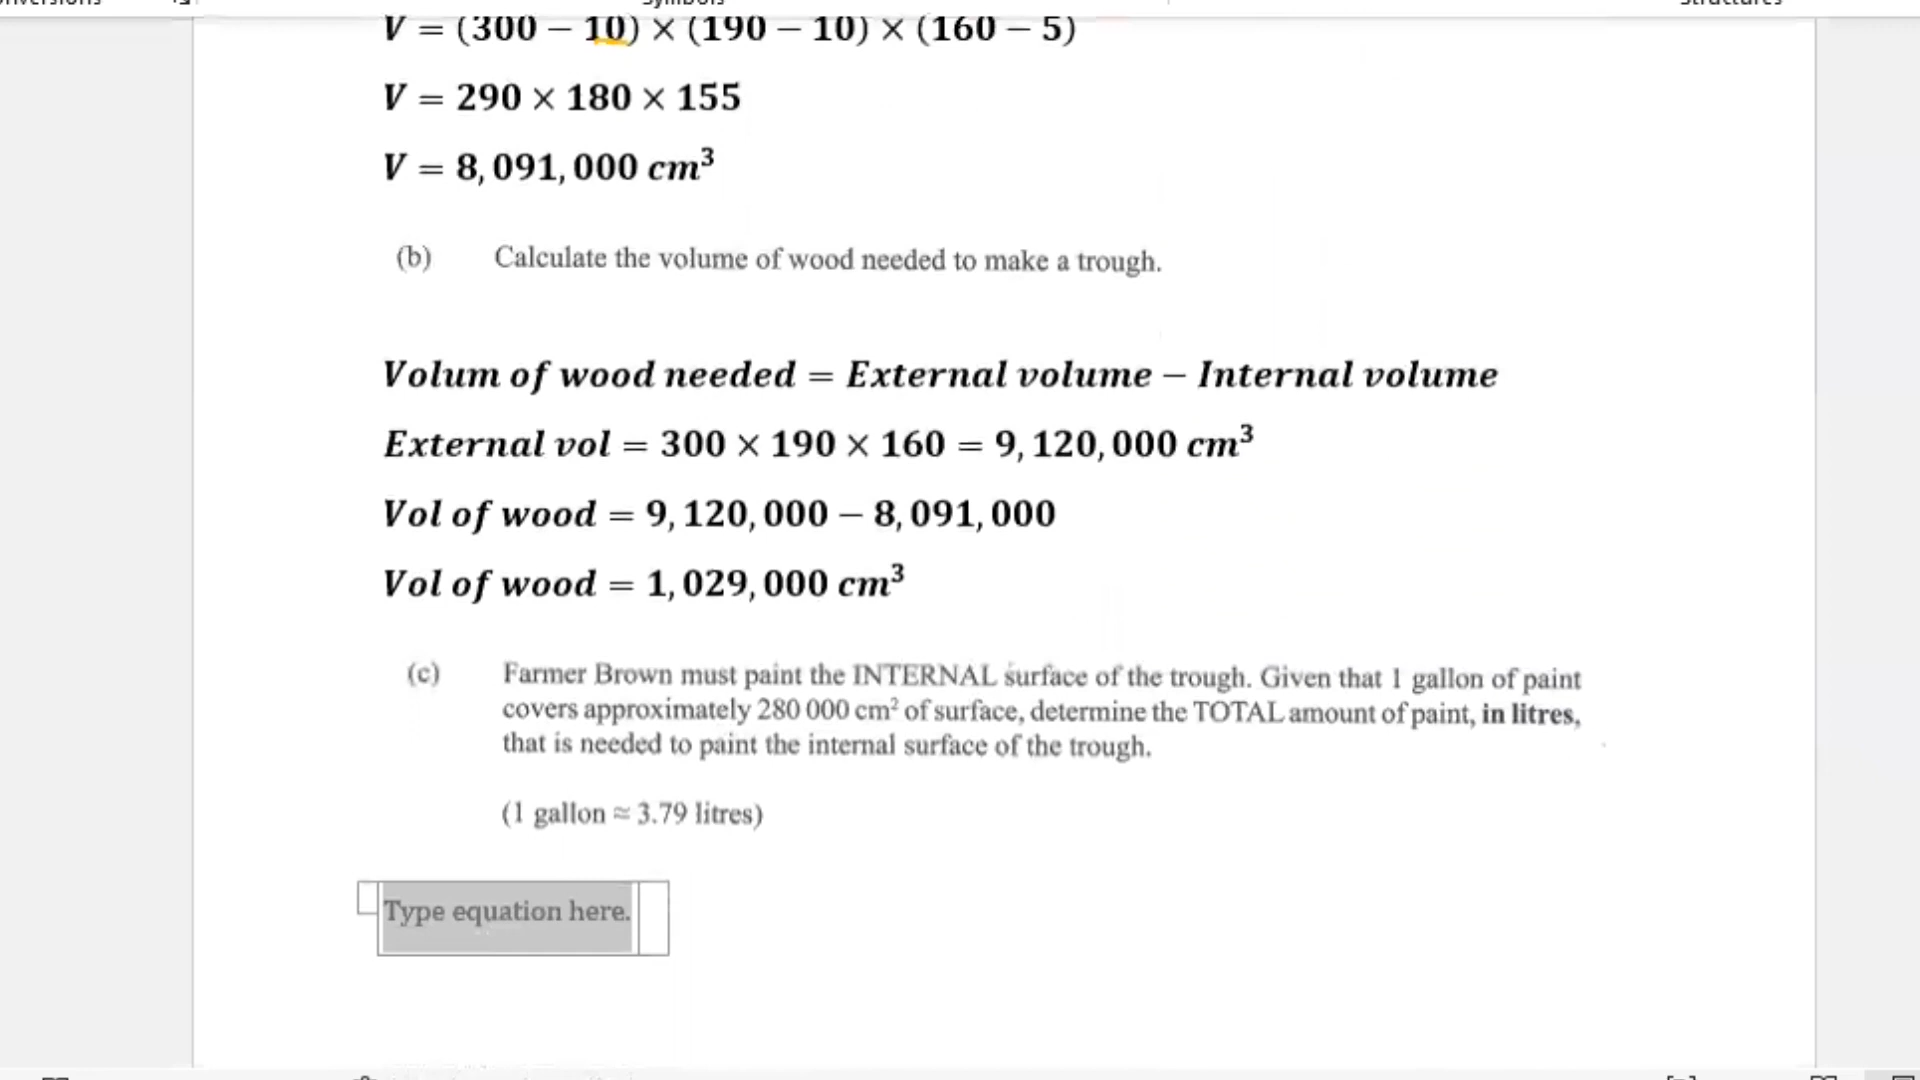 V = (300 − 10) × (190 − 10) × (160 − 5)
V = 290 × 180 × 155
V = 8,091,000 cm³
(b) Calculate the volume of wood needed to make a trough.
Volum of wood needed = External volume − Internal volume
External vol = 300 × 190 × 160 = 9,120,000 cm³
Vol of wood = 9,120,000 − 8,091,000
Vol of wood = 1,029,000 cm³
(c) Farmer Brown must paint the INTERNAL surface of the trough. Given that 1 gallon of paint
covers approximately 280 000 cm² of surface, determine the TOTAL amount of paint, in litres,
that is needed to paint the internal surface of the trough.
(1 gallon ≈ 3.79 litres)
Type equation here.